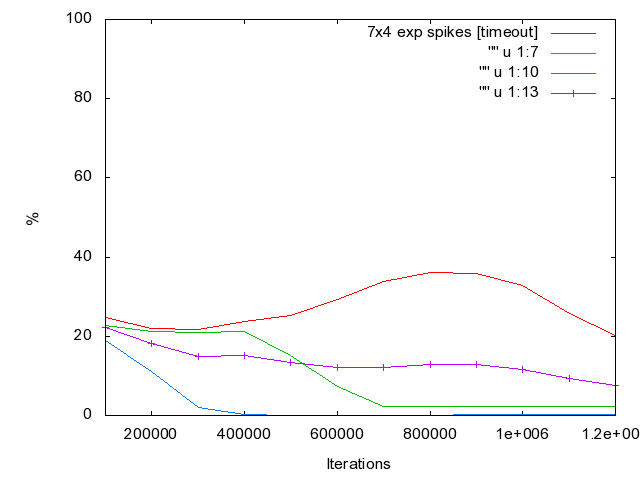 100
80
60
40
20
0
%
200000 400000 600000 800000 1e+006 1.2e+00
Iterations
7x4 exp spikes [timeout]
"" u 1:7
"" u 1:10
"" u 1:13